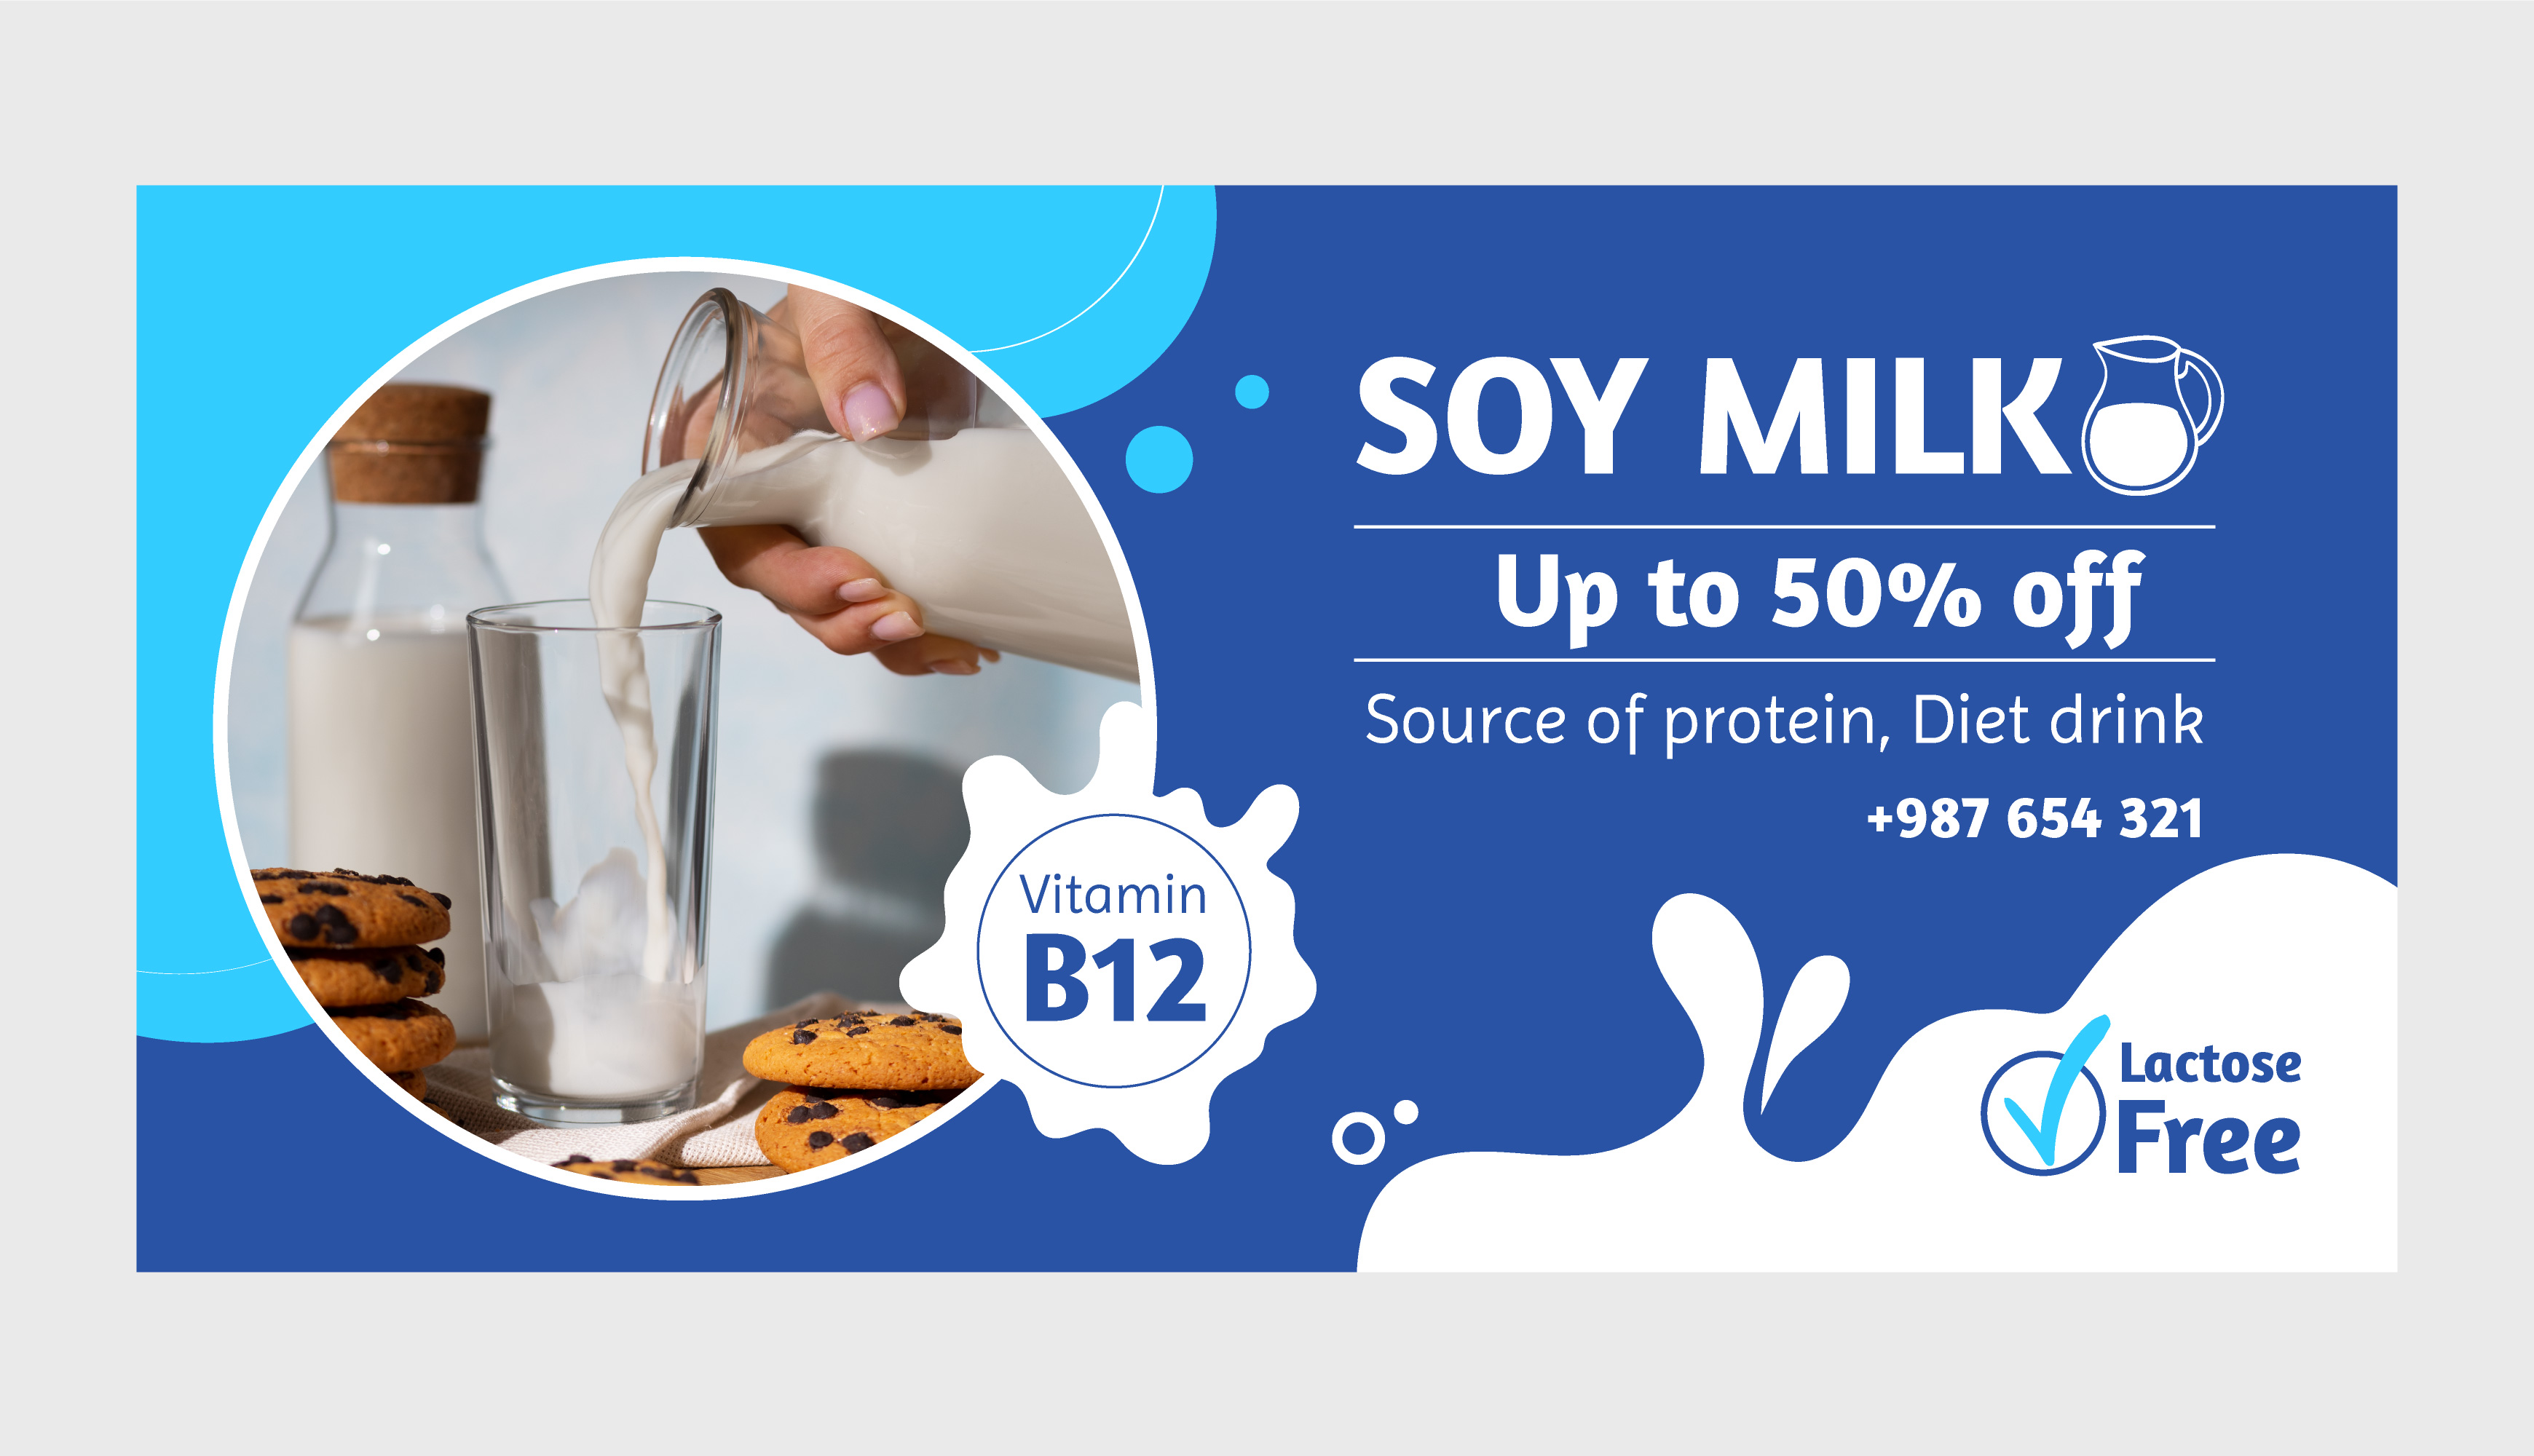 SOY MILK
Up to 50% off
Source of protein, Diet drink
+987 654 321
Vitamin
B12
Lactose
Free